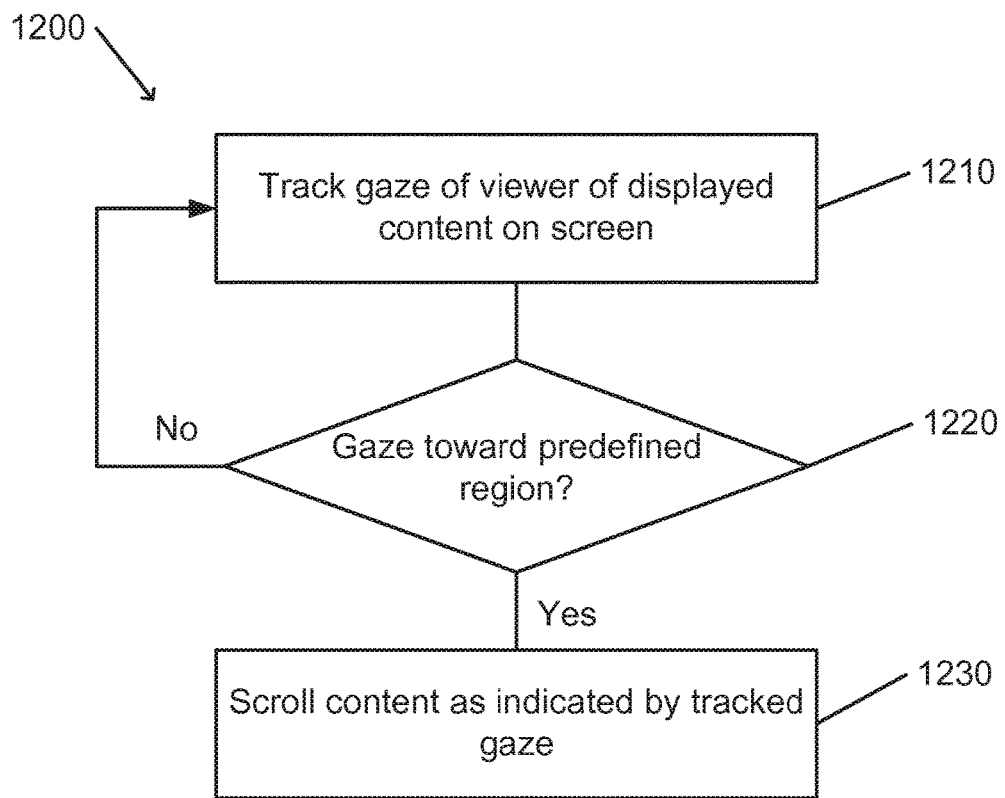 1200
Track gaze of viewer of displayed
content on screen
1210
No
Gaze toward predefined
region?
1220
Yes
Scroll content as indicated by tracked
gaze
1230